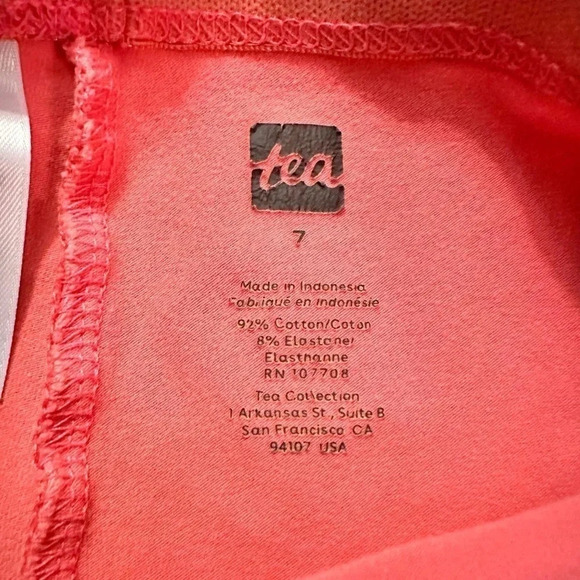 tea
7
Made in Indonesia
Fabriqué en Indonésie
92% Cotton/Coton
8% Elastane/
Elasthanne
RN 107708
Tea Collection
1 Arkansas St., Suite B
San Francisco CA
94107 USA